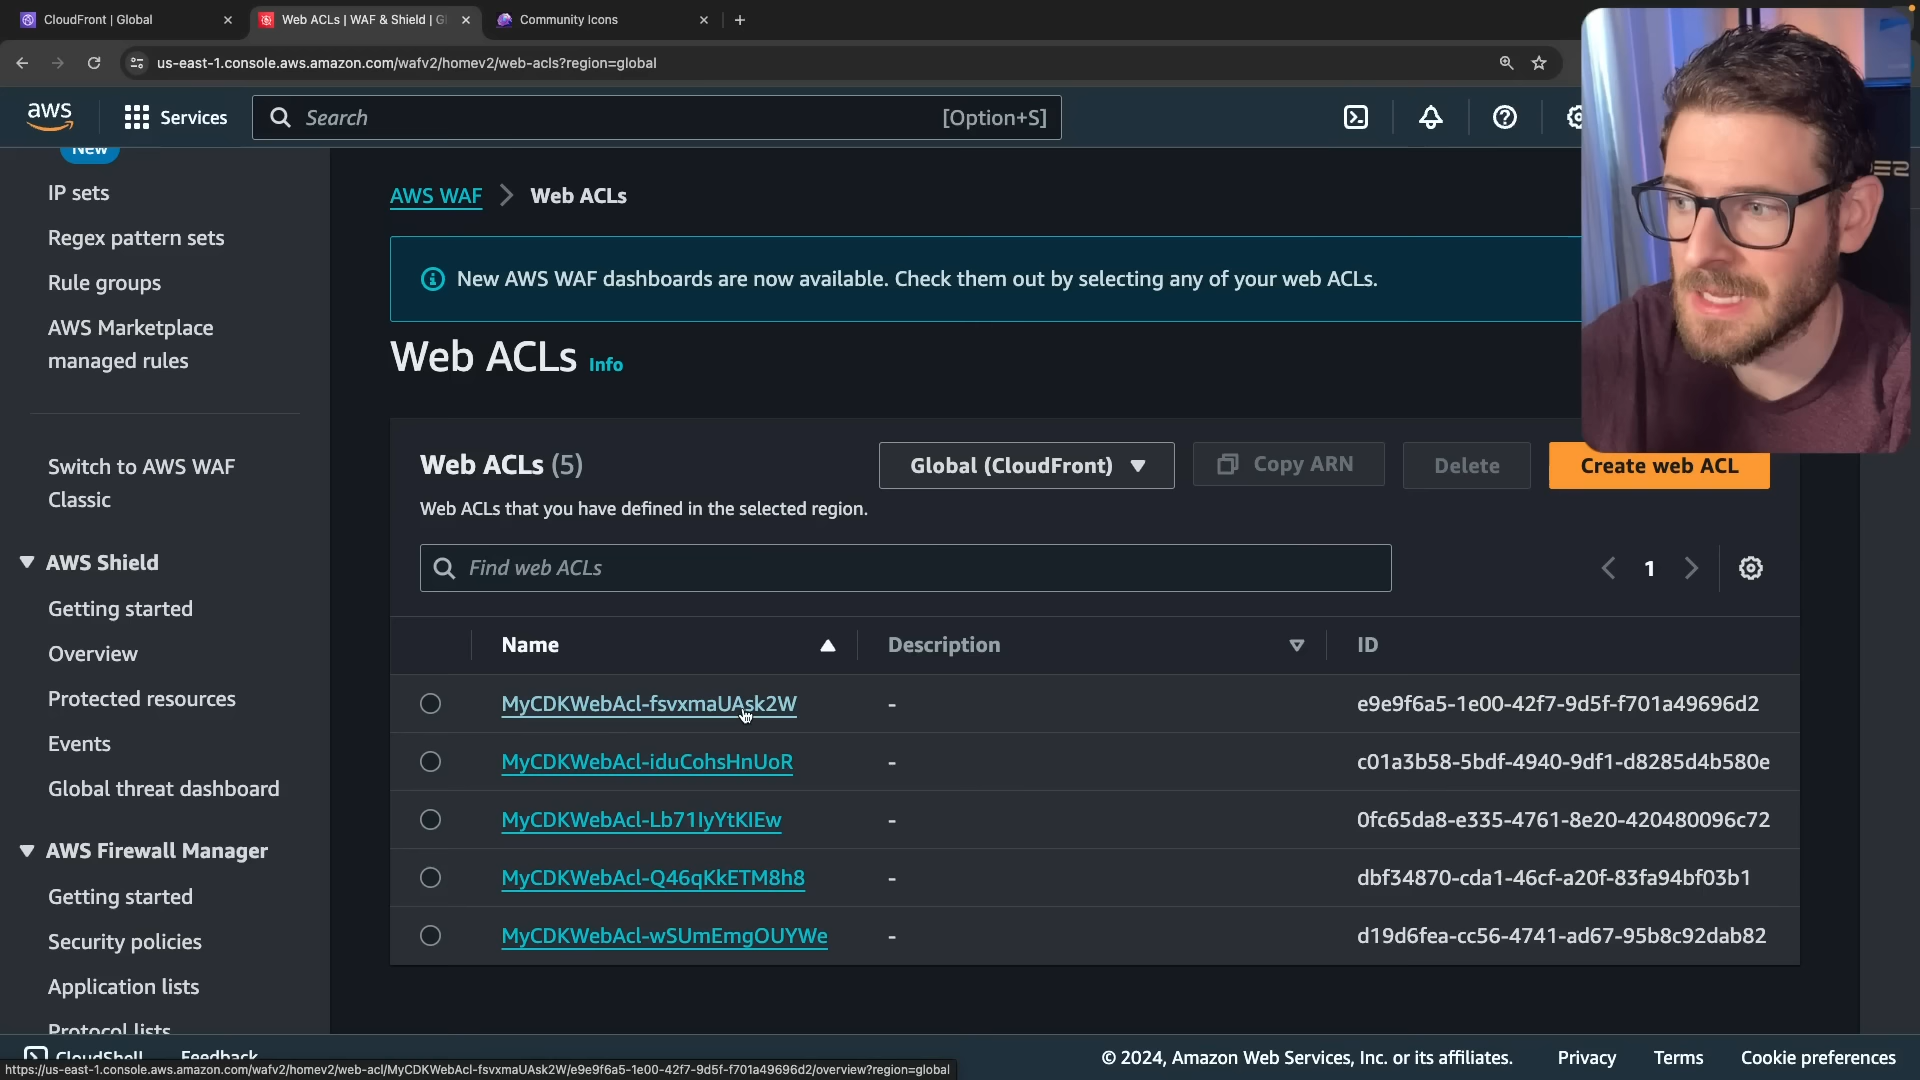 CloudFront | Global
Web ACLs | WAF & Shield | Gl
Community Icons
us-east-1.console.aws.amazon.com/wafv2/homev2/web-acls?region=global
aws
Services
Search
[Option+S]
New
IP sets
Regex pattern sets
Rule groups
AWS Marketplace
managed rules
Switch to AWS WAF
Classic
AWS Shield
Getting started
Overview
Protected resources
Events
Global threat dashboard
AWS Firewall Manager
Getting started
Security policies
Application lists
Protocol lists
AWS WAF > Web ACLs
New AWS WAF dashboards are now available. Check them out by selecting any of your web ACLs.
Web ACLs Info
Web ACLs (5)
Global (CloudFront)
Copy ARN
Delete
Create web ACL
Web ACLs that you have defined in the selected region.
Find web ACLs
1
Name Description ID
MyCDKWebAcl-fsvxmaUAsk2W - e9e9f6a5-1e00-42f7-9d5f-f701a49696d2
MyCDKWebAcl-iduCohsHnUoR - c01a3b58-5bdf-4940-9df1-d8285d4b580e
MyCDKWebAcl-Lb71IyYtKIEw - 0fc65da8-e335-4761-8e20-420480096c72
MyCDKWebAcl-Q46qKkETM8h8 - dbf34870-cda1-46cf-a20f-83fa94bf03b1
MyCDKWebAcl-wSUmEmgOUYWe - d19d6fea-cc56-4741-ad67-95b8c92dab82
CloudShell Feedback
© 2024, Amazon Web Services, Inc. or its affiliates. Privacy Terms Cookie preferences
https://us-east-1.console.aws.amazon.com/wafv2/homev2/web-acl/MyCDKWebAcl-fsvxmaUAsk2W/e9e9f6a5-1e00-42f7-9d5f-f701a49696d2/overview?region=global